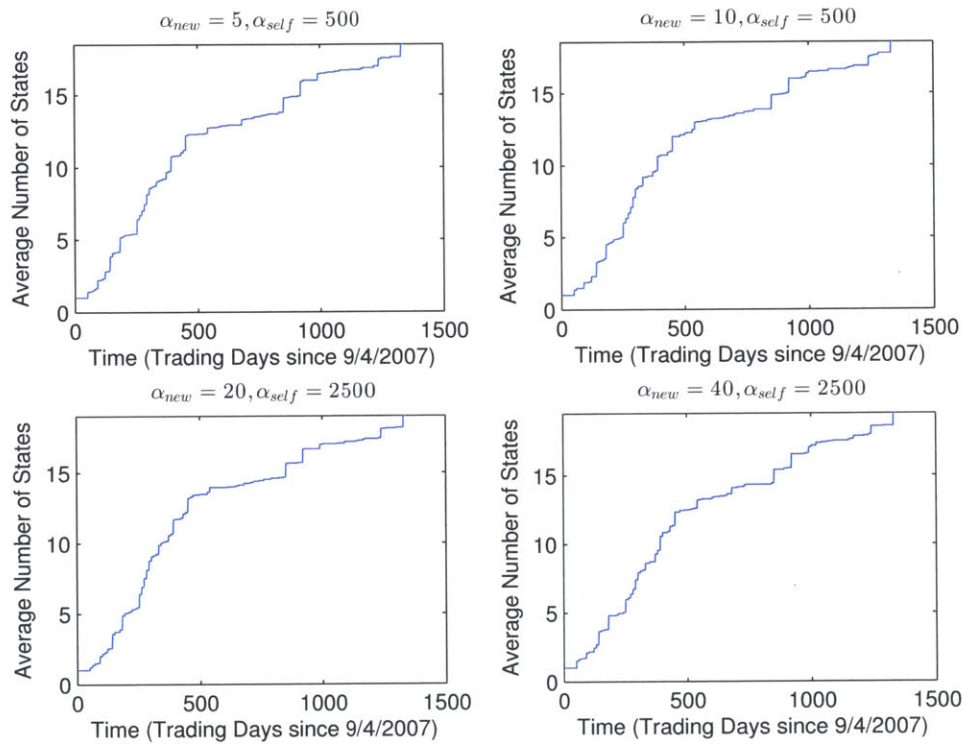 α_new = 5, α_self = 500
Average Number of States
15
10
5
0
0 500 1000 1500
Time (Trading Days since 9/4/2007)
α_new = 10, α_self = 500
Average Number of States
15
10
5
0
0 500 1000 1500
Time (Trading Days since 9/4/2007)
α_new = 20, α_self = 2500
Average Number of States
15
10
5
0
0 500 1000 1500
Time (Trading Days since 9/4/2007)
α_new = 40, α_self = 2500
Average Number of States
15
10
5
0
0 500 1000 1500
Time (Trading Days since 9/4/2007)